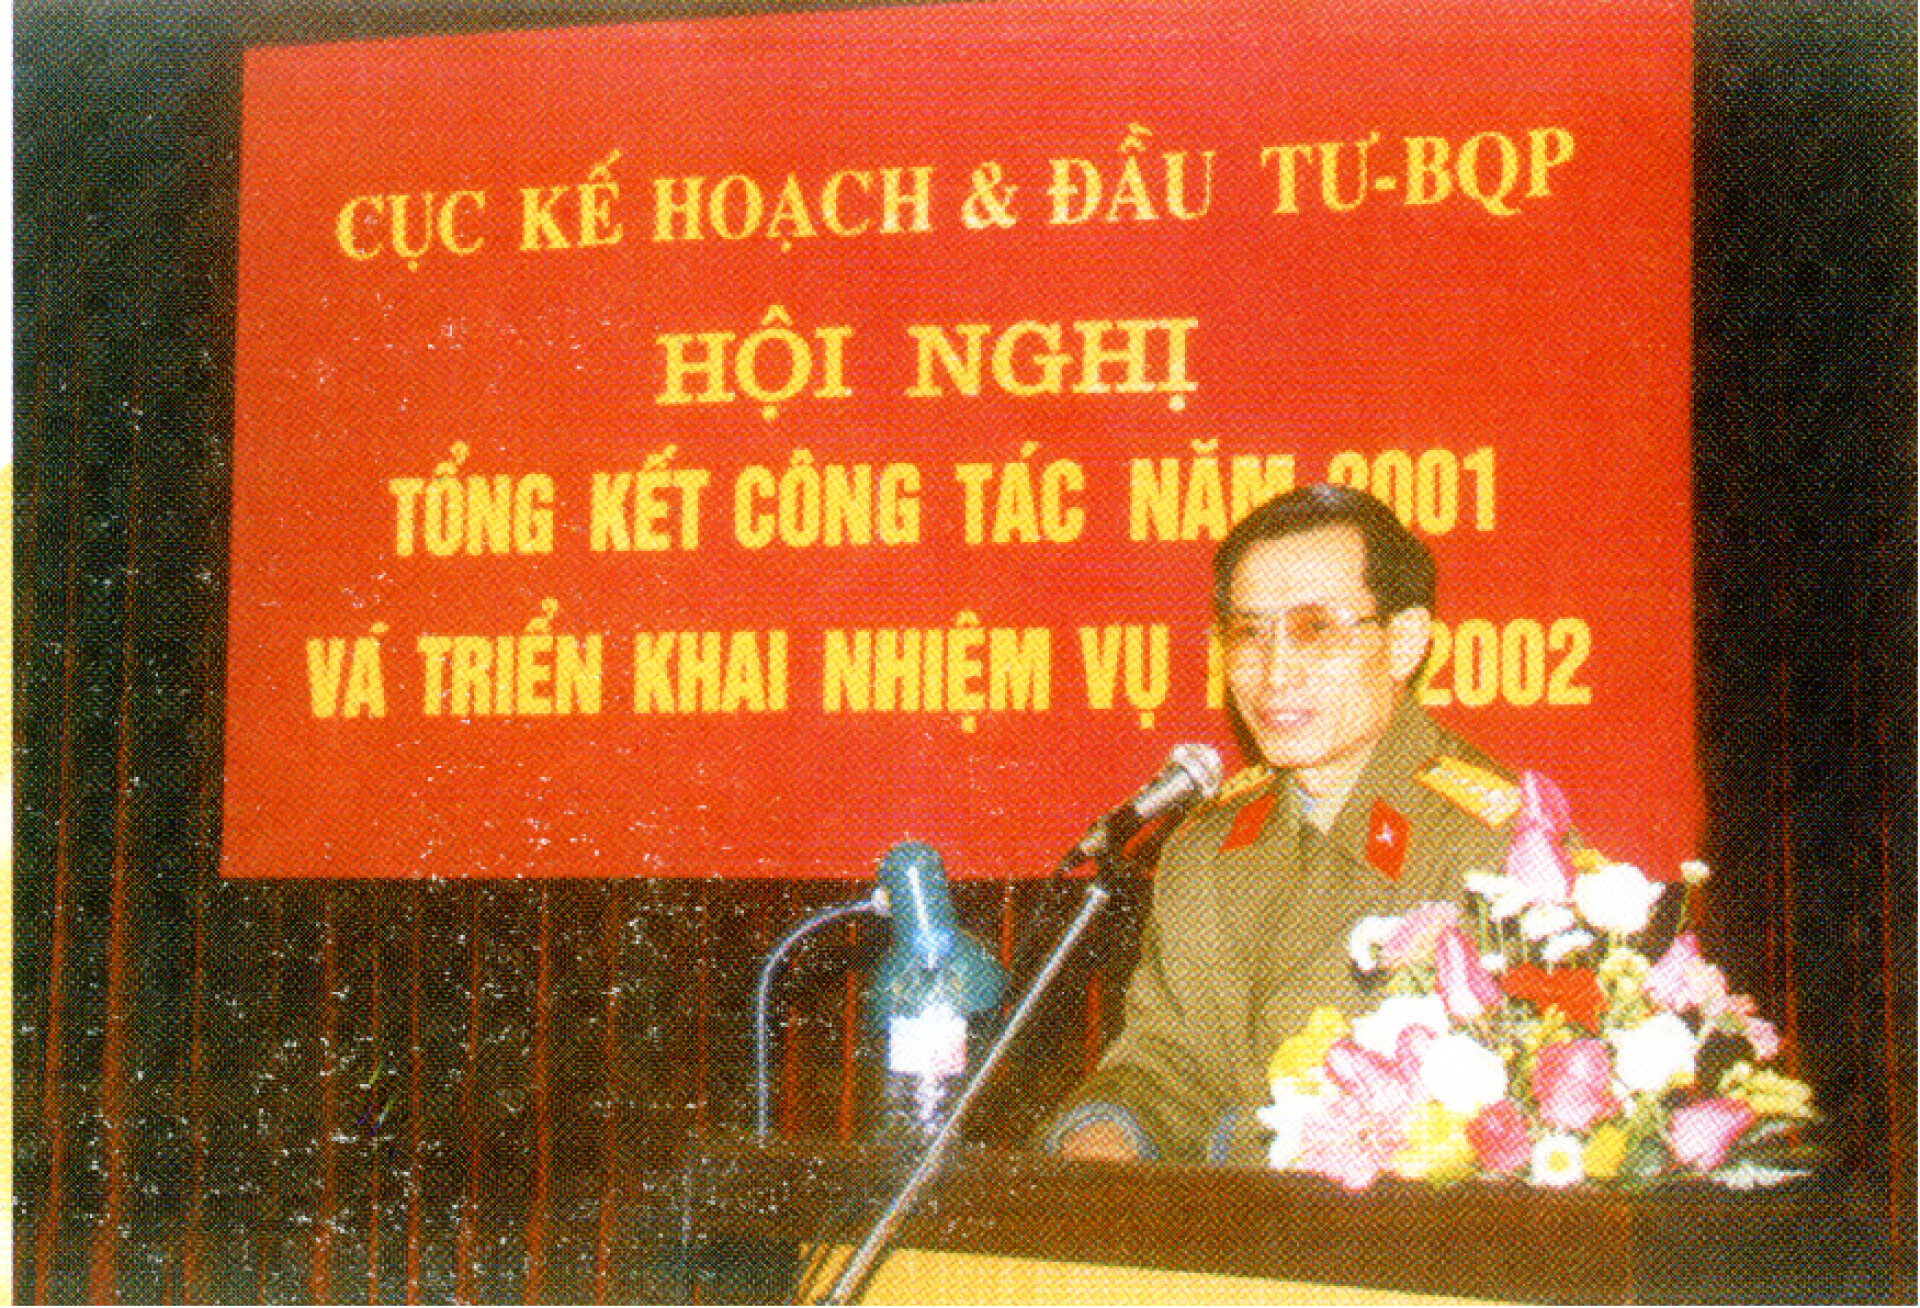 CỤC KẾ HOẠCH & ĐẦU TƯ-BQP
HỘI NGHỊ
TỔNG KẾT CÔNG TÁC NĂM 2001
VÀ TRIỂN KHAI NHIỆM VỤ 2002